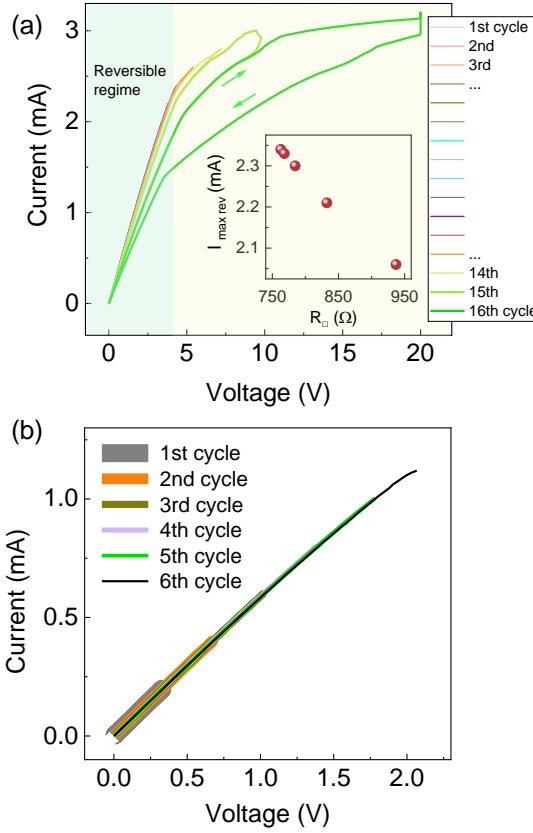 (a)
3
2
1
0
Current (mA)
Reversible
regime
0
5
10
15
20
Voltage (V)
2.3
2.2
2.1
I max rev (mA)
750
850
950
R□ (Ω)
1st cycle
2nd
3rd
...
...
14th
15th
16th cycle
(b)
1st cycle
2nd cycle
3rd cycle
4th cycle
5th cycle
6th cycle
1.0
0.5
0.0
Current (mA)
0.0
0.5
1.0
1.5
2.0
Voltage (V)